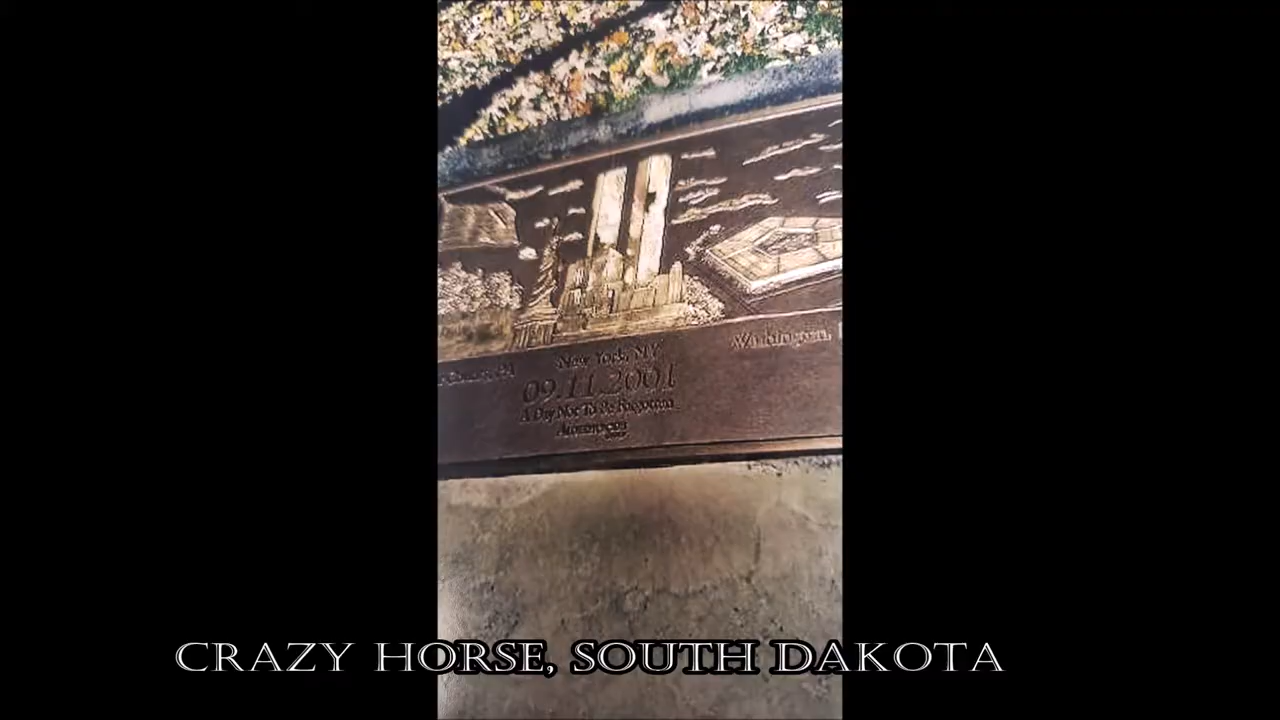 New York, NY
Washington,
09.11.2001
A Day Not To Be Forgotten
CRAZY HORSE, SOUTH DAKOTA